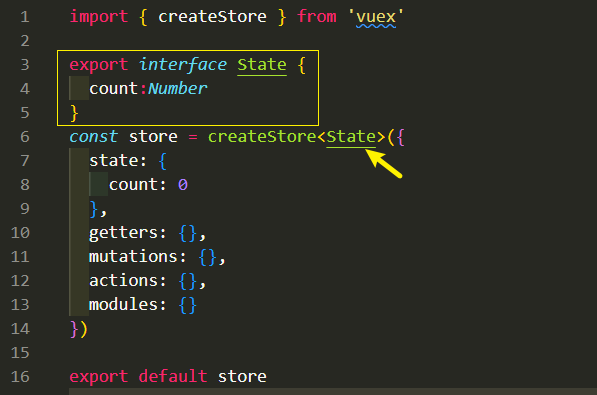 1 import { createStore } from 'vuex'
2
3 export interface State {
4   count:Number
5 }
6 const store = createStore<State>({
7   state: {
8     count: 0
9   },
10   getters: {},
11   mutations: {},
12   actions: {},
13   modules: {}
14 })
15
16 export default store